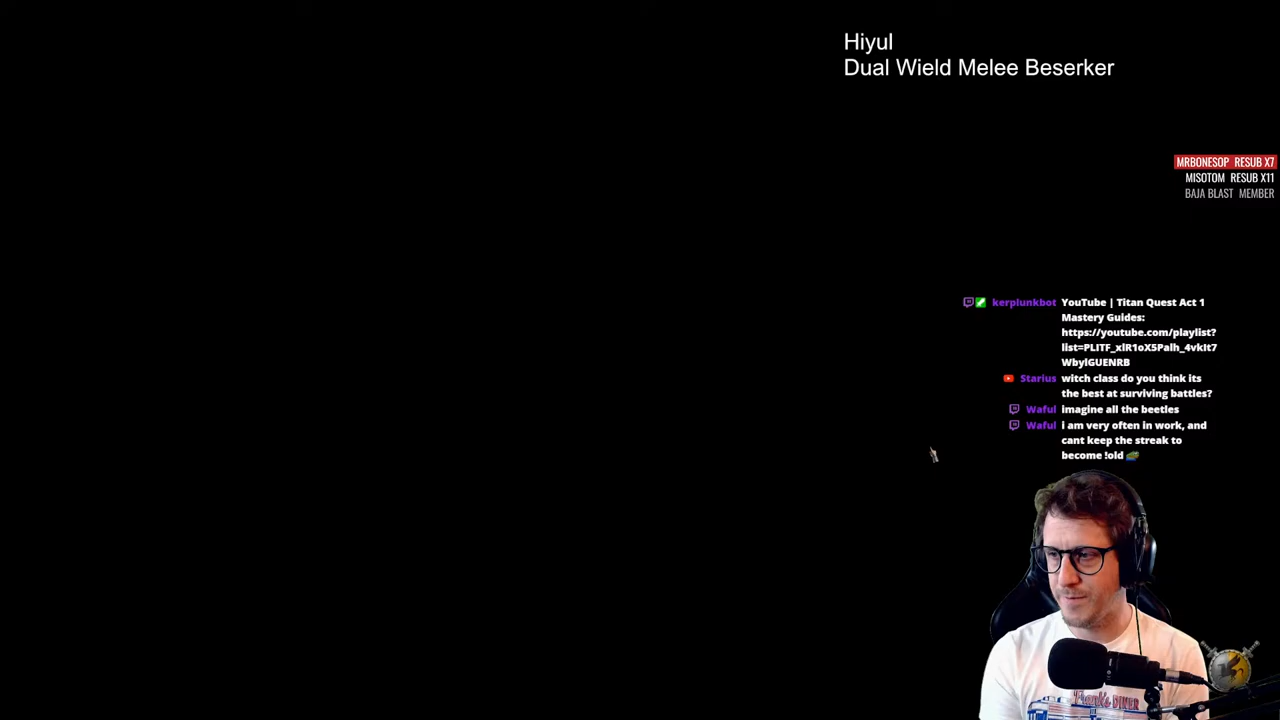 Hiyul
Dual Wield Melee Beserker
MRBONESOP RESUB X7
MISOTOM RESUB X11
BAJA BLAST MEMBER
kerplunkbot YouTube | Titan Quest Act 1
Mastery Guides:
https://youtube.com/playlist?
Starius witch class do you think its
the best at surviving battles?
Waful imagine all the beetles
Waful i am very often in work, and
cant keep the streak to
become !old
DINER